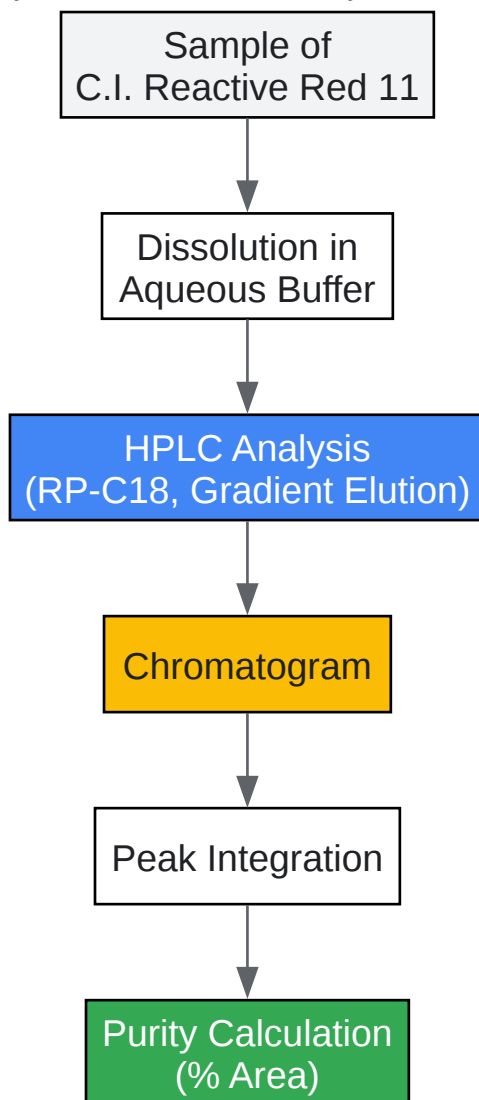 Sample of
C.I. Reactive Red 11
Dissolution in
Aqueous Buffer
HPLC Analysis
(RP-C18, Gradient Elution)
Chromatogram
Peak Integration
Purity Calculation
(% Area)